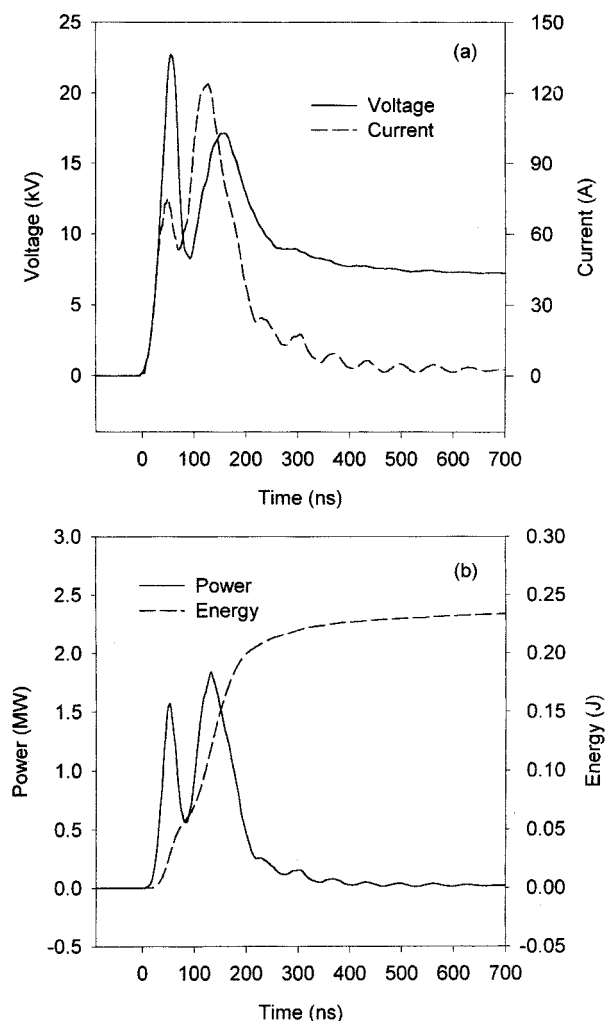 (a)
Voltage
Current
Voltage (kV)
25
20
15
10
5
0
Current (A)
150
120
90
60
30
0
0 100 200 300 400 500 600 700
Time (ns)
(b)
Power
Energy
Power (MW)
3.0
2.5
2.0
1.5
1.0
0.5
0.0
-0.5
Energy (J)
0.30
0.25
0.20
0.15
0.10
0.05
0.00
-0.05
0 100 200 300 400 500 600 700
Time (ns)